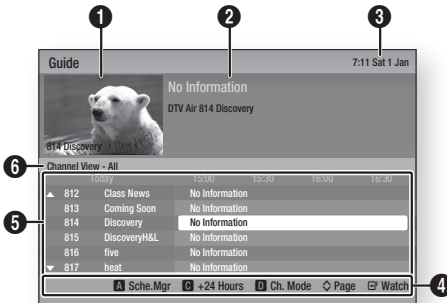 1 2 3
Guide 7:11 Sat 1 Jan
No Information
DTV Air 814 Discovery
814 Discovery
6 Channel View - All
Today 15:00 15:30 16:00 16:30
812 Class News No Information
813 Coming Soon No Information
5 814 Discovery No Information
815 DiscoveryH&L No Information
816 five No Information
817 heat No Information
A Sche.Mgr C +24 Hours D Ch. Mode Page Watch 4